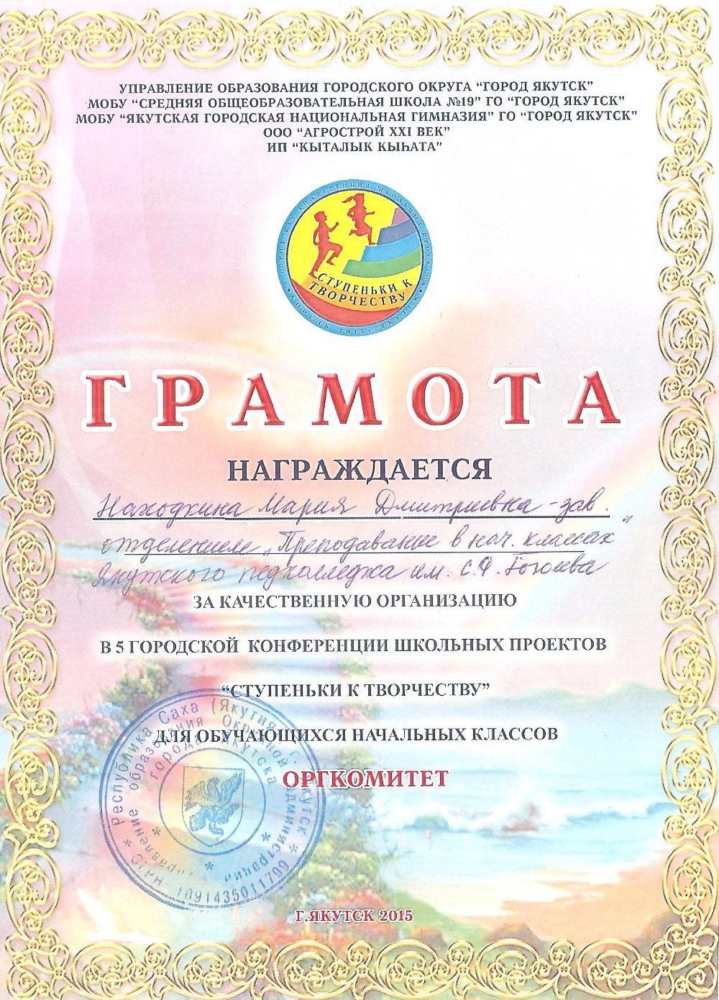 УПРАВЛЕНИЕ ОБРАЗОВАНИЯ ГОРОДСКОГО ОКРУГА “ГОРОД ЯКУТСК”
МОБУ “СРЕДНЯЯ ОБЩЕОБРАЗОВАТЕЛЬНАЯ ШКОЛА №19” ГО “ГОРОД ЯКУТСК”
МОБУ “ЯКУТСКАЯ ГОРОДСКАЯ НАЦИОНАЛЬНАЯ ГИМНАЗИЯ” ГО “ГОРОД ЯКУТСК”
ООО “АГРОСТРОЙ XXI ВЕК”
ИП “КЫТАЛЫК КЫҺАТА”
ГОРОДСКАЯ КОНФЕРЕНЦИЯ ШКОЛЬНЫХ ПРОЕКТОВ
СТУПЕНЬКИ К
ТВОРЧЕСТВУ
АПРЕЛЬ 2015г. ЯКУТСК
ГРАМОТА
НАГРАЖДАЕТСЯ
Находкина Мария Дмитриевна - зав.
отделением „Преподавание в нач. классах"
Якутского педколледжа им. С.Ф. Гоголева
ЗА КАЧЕСТВЕННУЮ ОРГАНИЗАЦИЮ
В 5 ГОРОДСКОЙ КОНФЕРЕНЦИИ ШКОЛЬНЫХ ПРОЕКТОВ
“СТУПЕНЬКИ К ТВОРЧЕСТВУ”
ДЛЯ ОБУЧАЮЩИХСЯ НАЧАЛЬНЫХ КЛАССОВ
ОРГКОМИТЕТ
Республика Саха (Якутия) г. Якутск * ОГРН 1091435011799
Управление образования Окружной администрации
города Якутска
Г.ЯКУТСК 2015